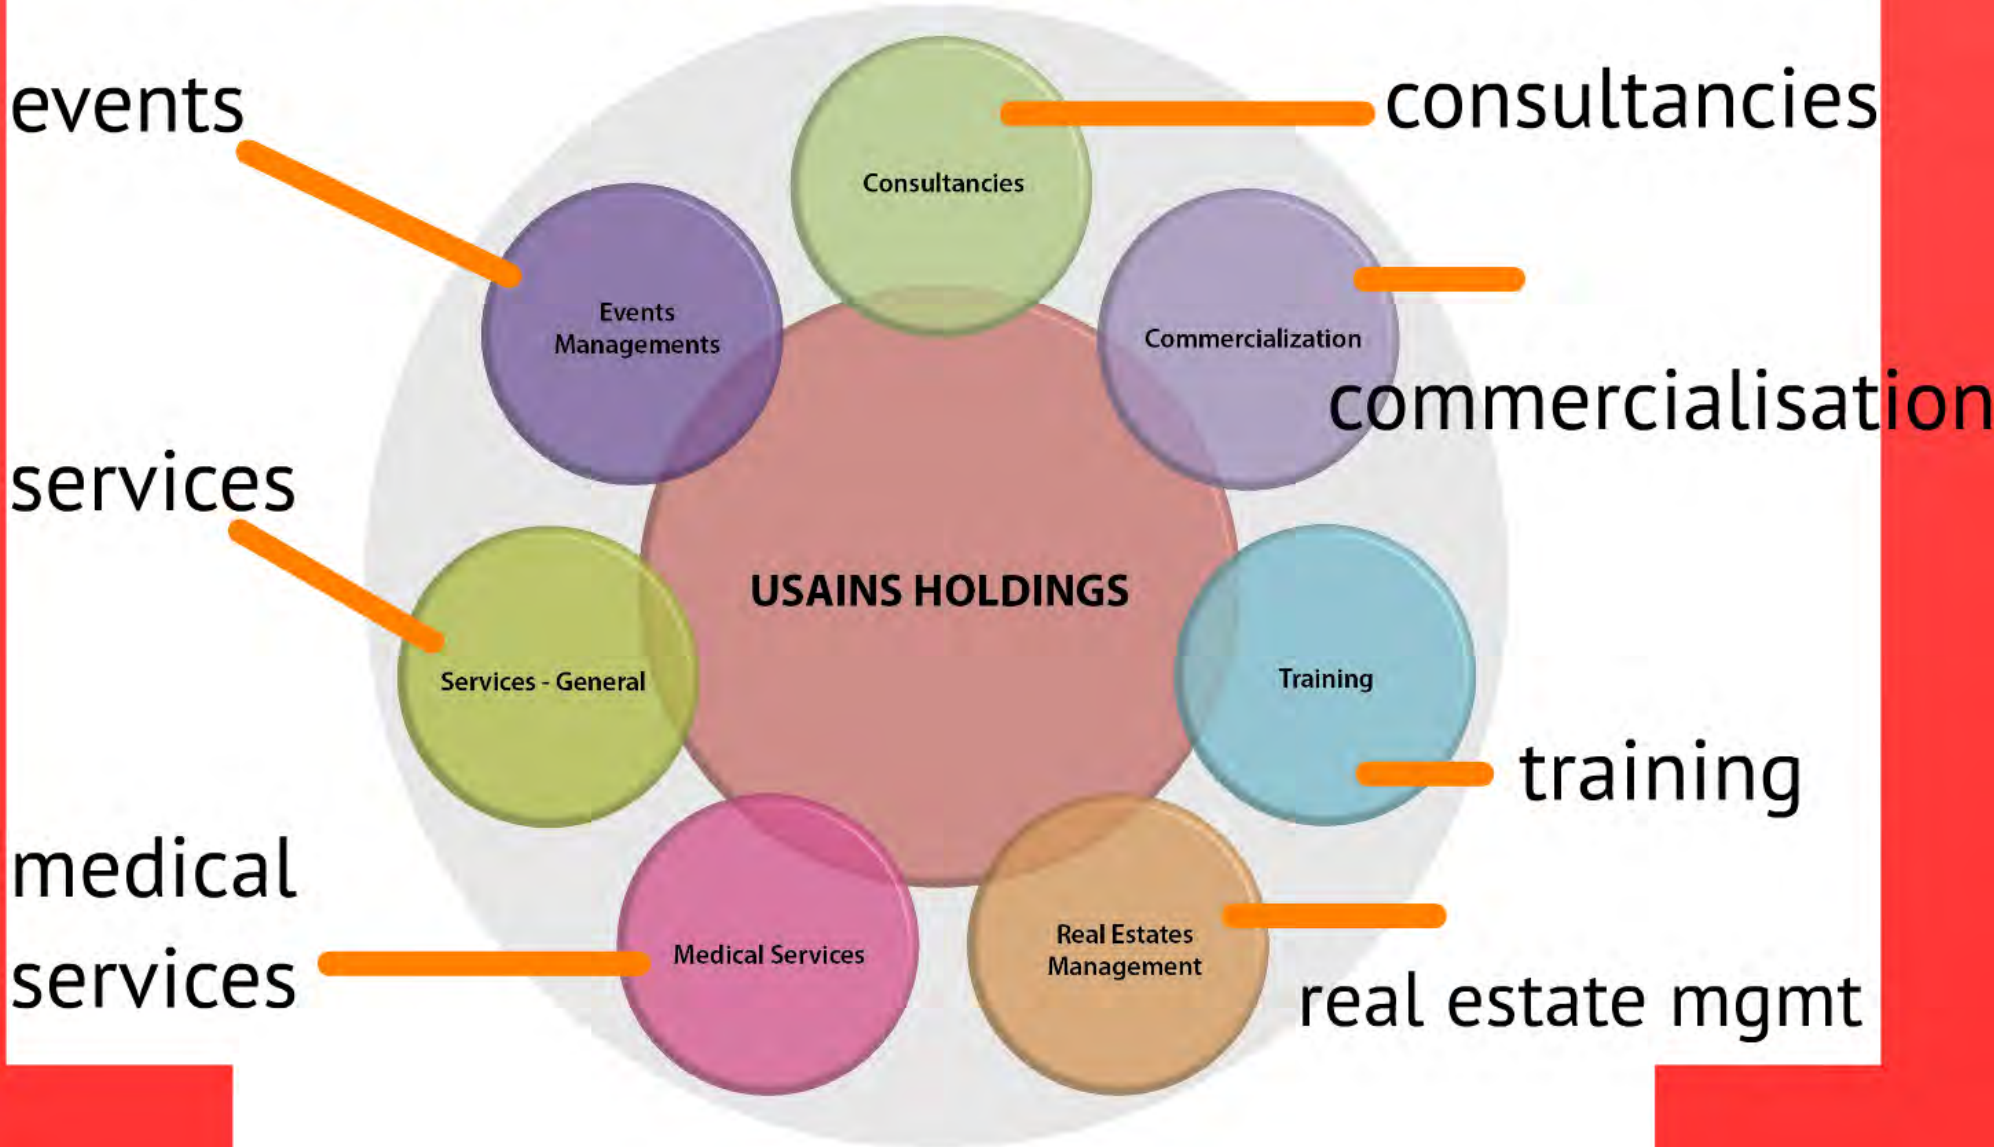 events
consultancies
Consultancies
Events
Managements
Commercialization
commercialisation
services
USAINS HOLDINGS
Services - General
Training
training
medical
services
Medical Services
Real Estates
Management
real estate mgmt